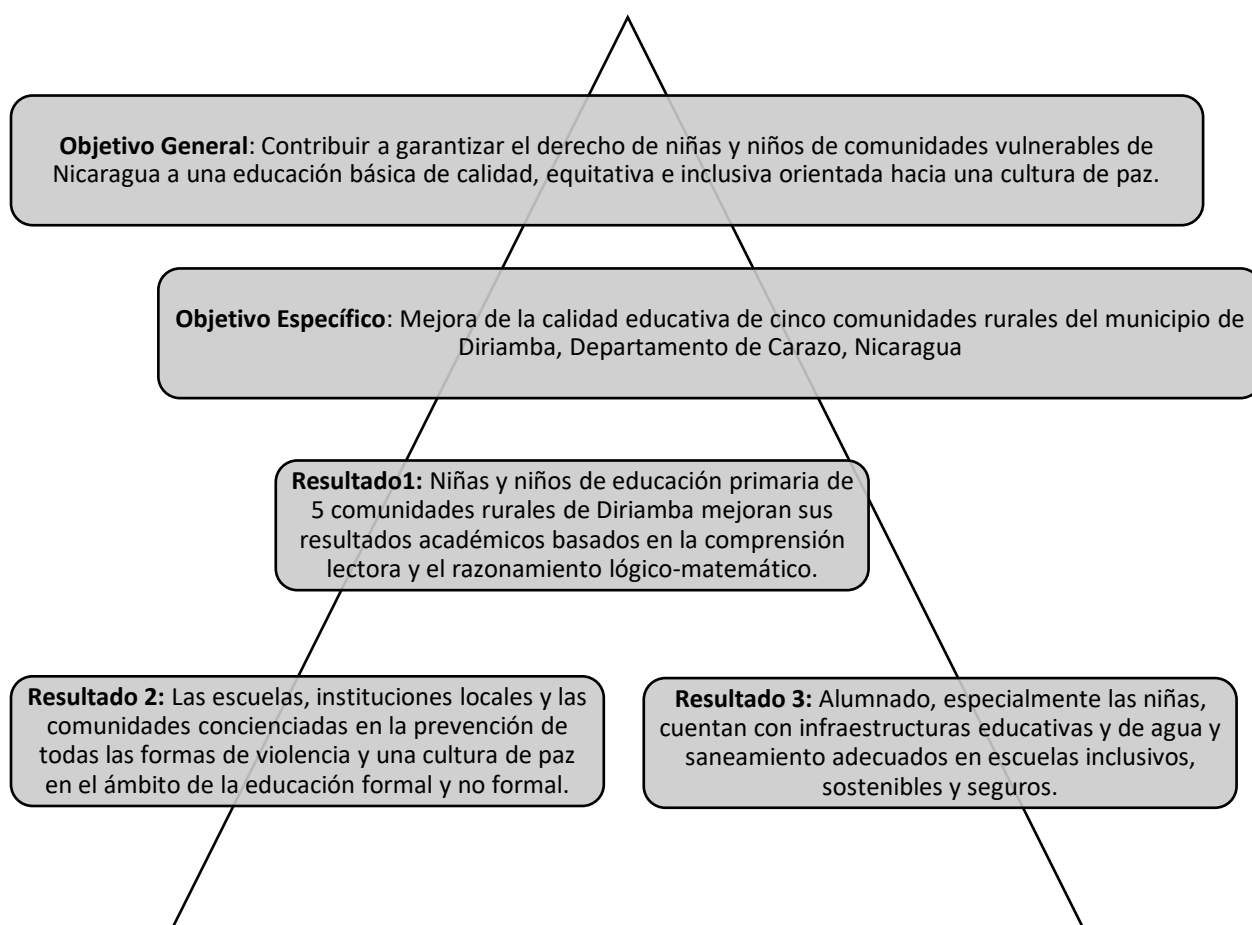 Objetivo General: Contribuir a garantizar el derecho de niñas y niños de comunidades vulnerables de
Nicaragua a una educación básica de calidad, equitativa e inclusiva orientada hacia una cultura de paz.
Objetivo Específico: Mejora de la calidad educativa de cinco comunidades rurales del municipio de
Diriamba, Departamento de Carazo, Nicaragua
Resultado1: Niñas y niños de educación primaria de
5 comunidades rurales de Diriamba mejoran sus
resultados académicos basados en la comprensión
lectora y el razonamiento lógico-matemático.
Resultado 2: Las escuelas, instituciones locales y las
comunidades concienciadas en la prevención de
todas las formas de violencia y una cultura de paz
en el ámbito de la educación formal y no formal.
Resultado 3: Alumnado, especialmente las niñas,
cuentan con infraestructuras educativas y de agua y
saneamiento adecuados en escuelas inclusivos,
sostenibles y seguros.